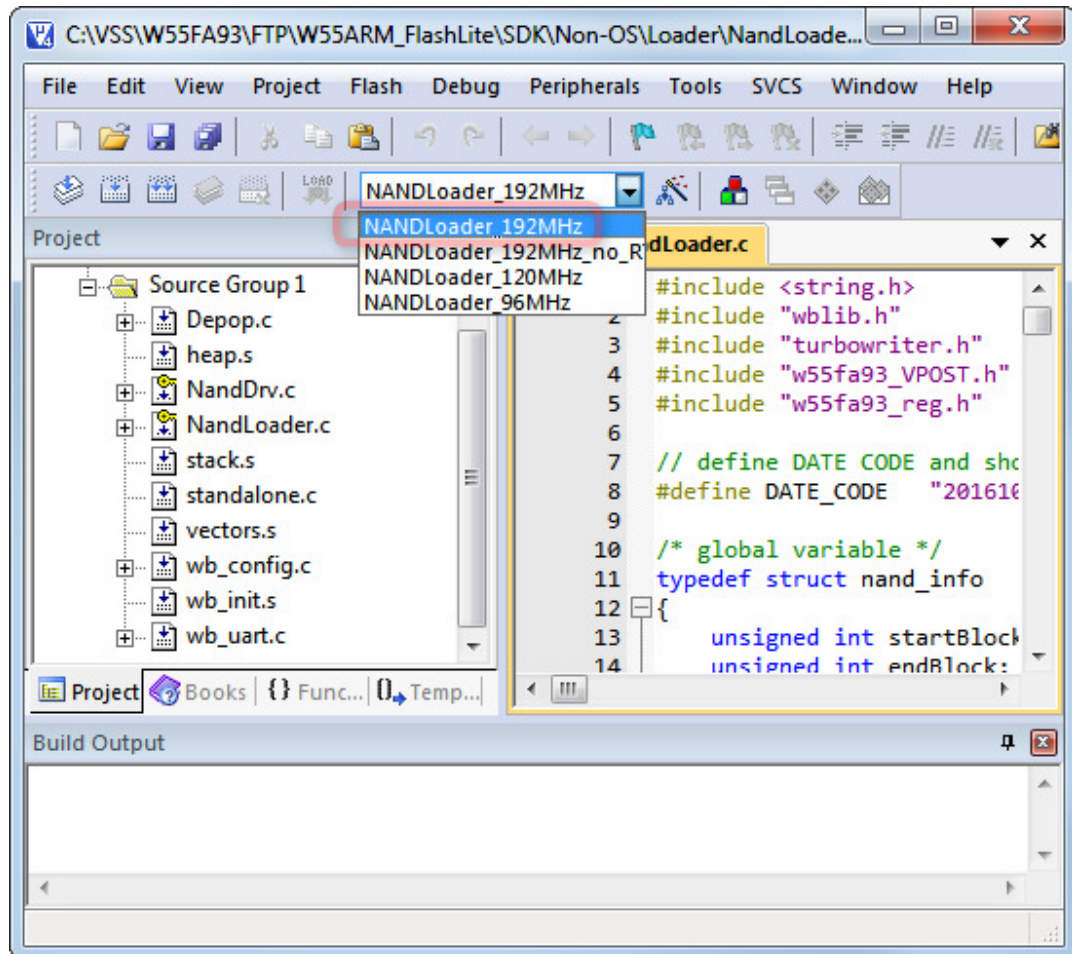 C:\VSS\W55FA93\FTP\W55ARM_FlashLite\SDK\Non-OS\Loader\NandLoade...
File Edit View Project Flash Debug Peripherals Tools SVCS Window Help
LOAD NANDLoader_192MHz
NANDLoader_192MHz
NANDLoader_192MHz_no_R
NANDLoader_120MHz
NANDLoader_96MHz
Project
Source Group 1
Depop.c
heap.s
NandDrv.c
NandLoader.c
stack.s
standalone.c
vectors.s
wb_config.c
wb_init.s
wb_uart.c
Project Books {} Func... Temp...
dLoader.c
#include <string.h>
2 #include "wblib.h"
3 #include "turbowriter.h"
4 #include "w55fa93_VPOST.h"
5 #include "w55fa93_reg.h"
6
7 // define DATE CODE and sho
8 #define DATE_CODE "201610
9
10 /* global variable */
11 typedef struct nand_info
12 {
13 unsigned int startBlock
14 unsigned int endBlock;
Build Output